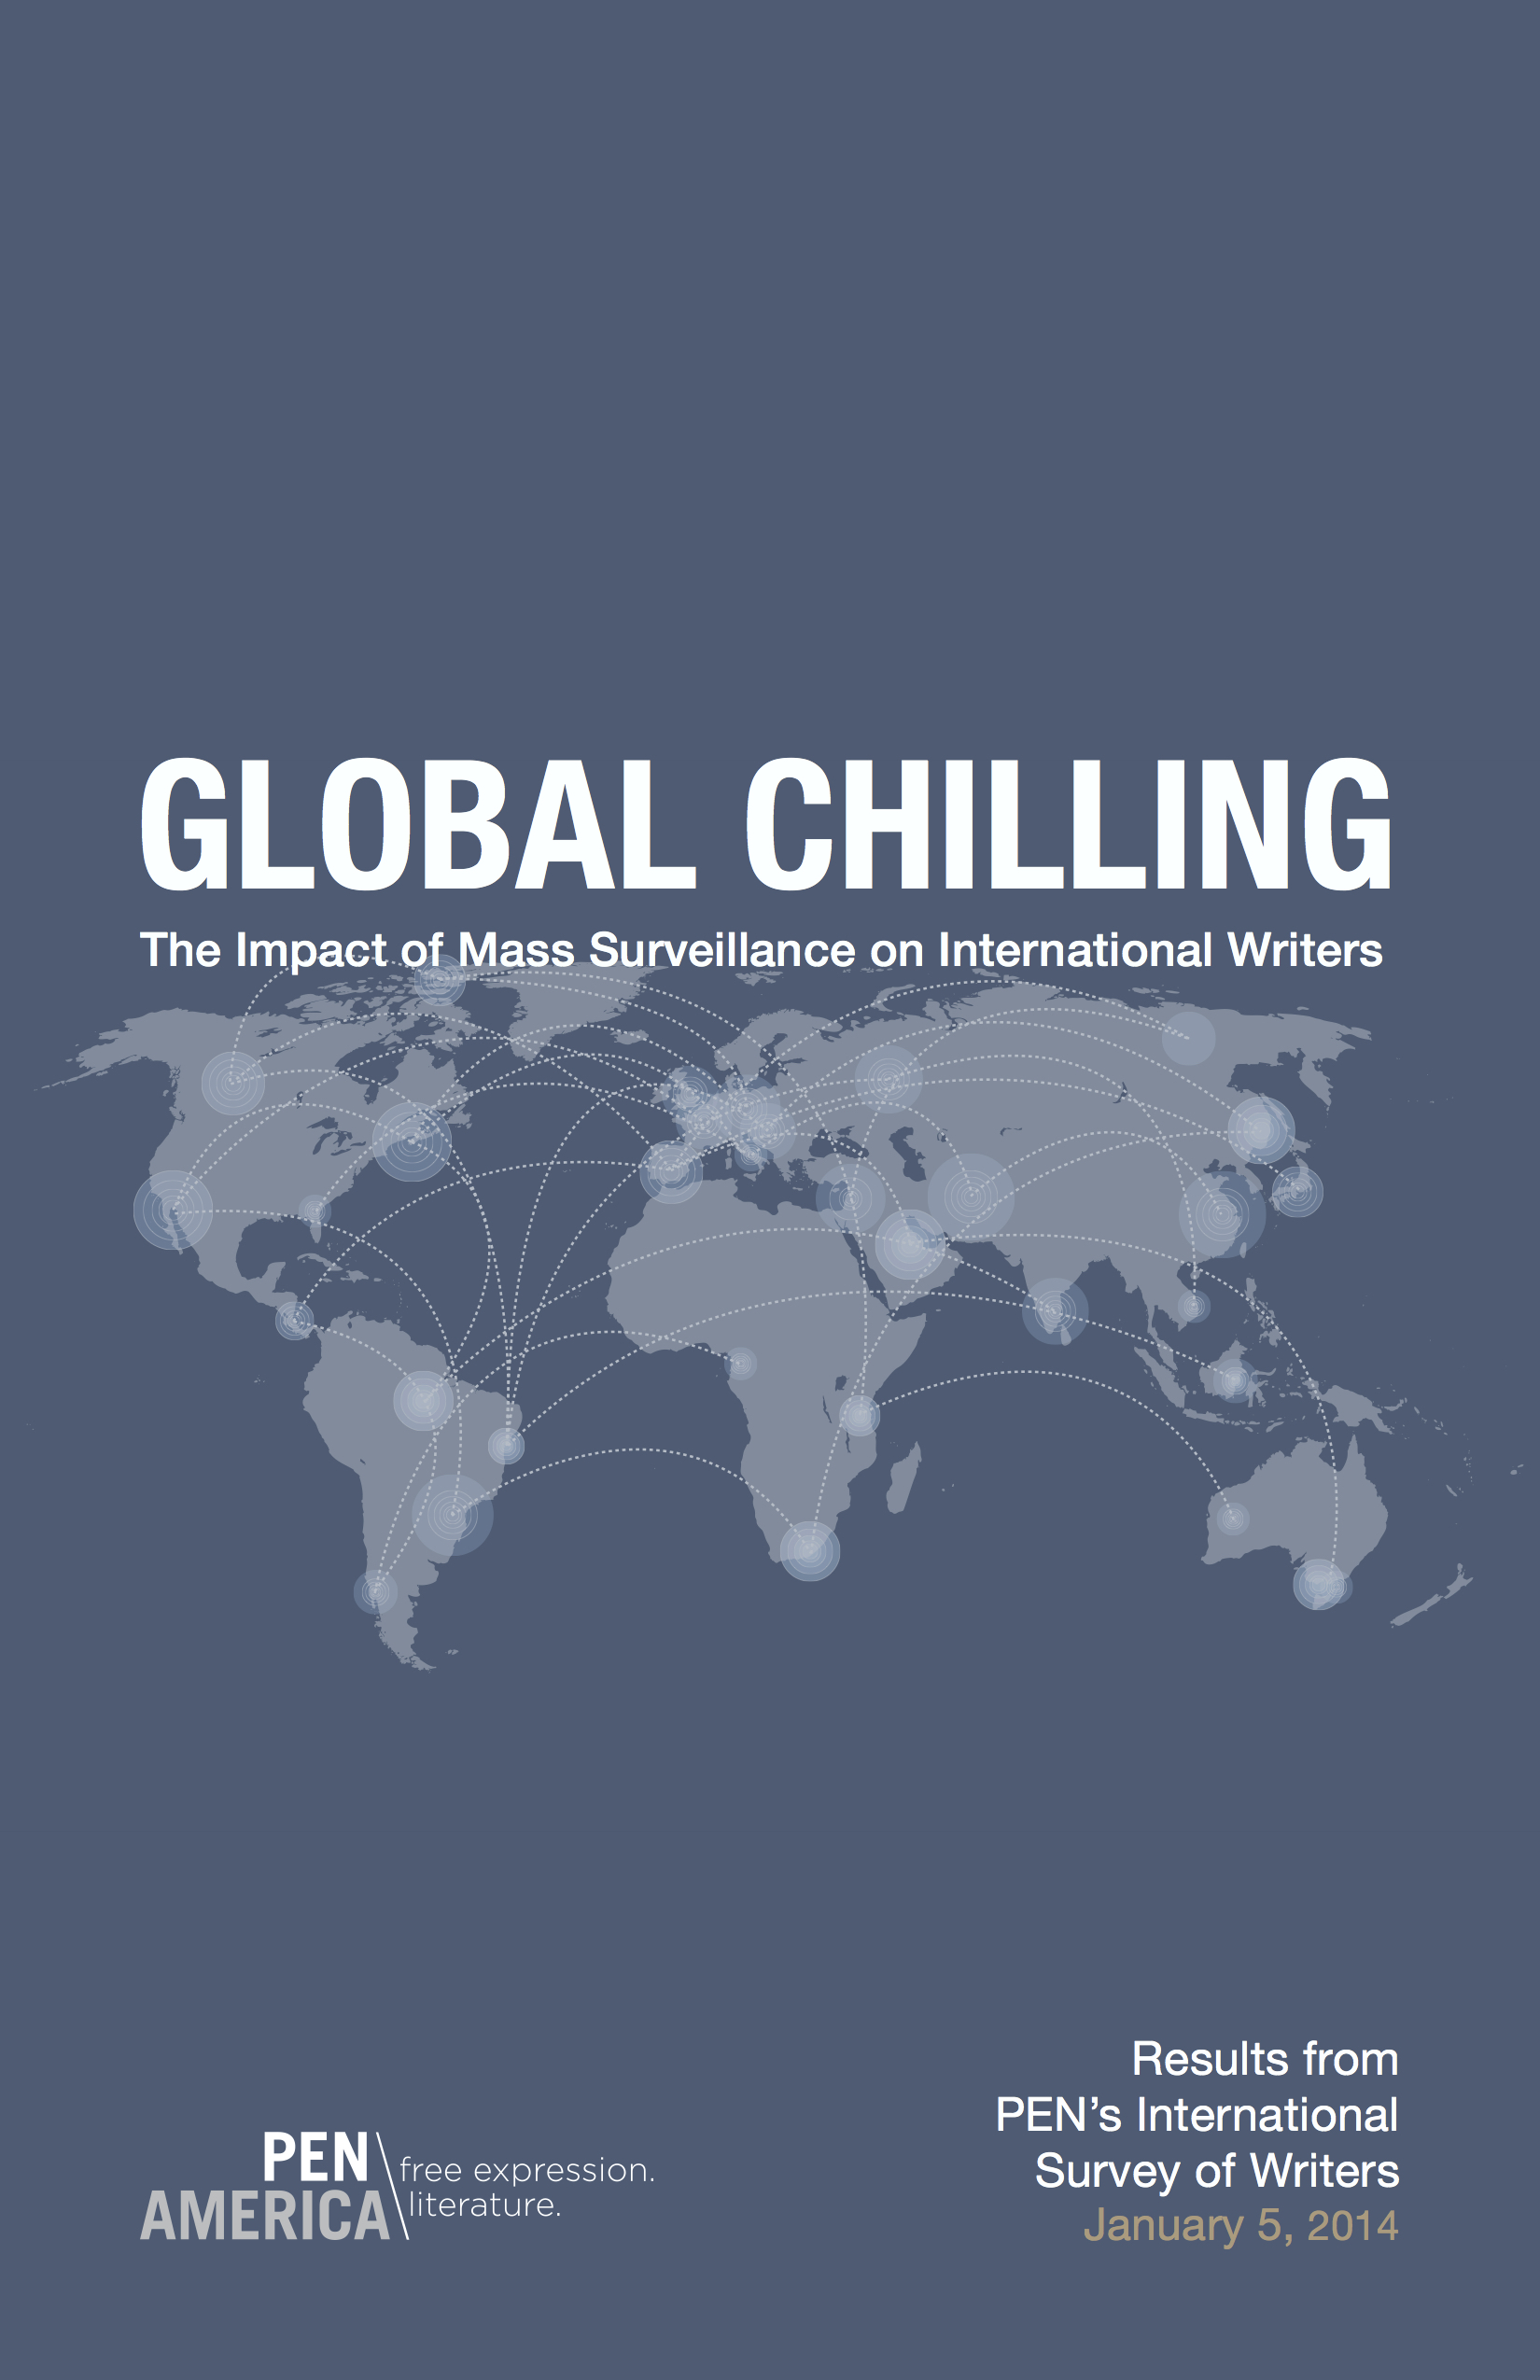 GLOBAL CHILLING
The Impact of Mass Surveillance on International Writers
Results from
PEN’s International
Survey of Writers
January 5, 2014
PEN
AMERICA
free expression.
literature.